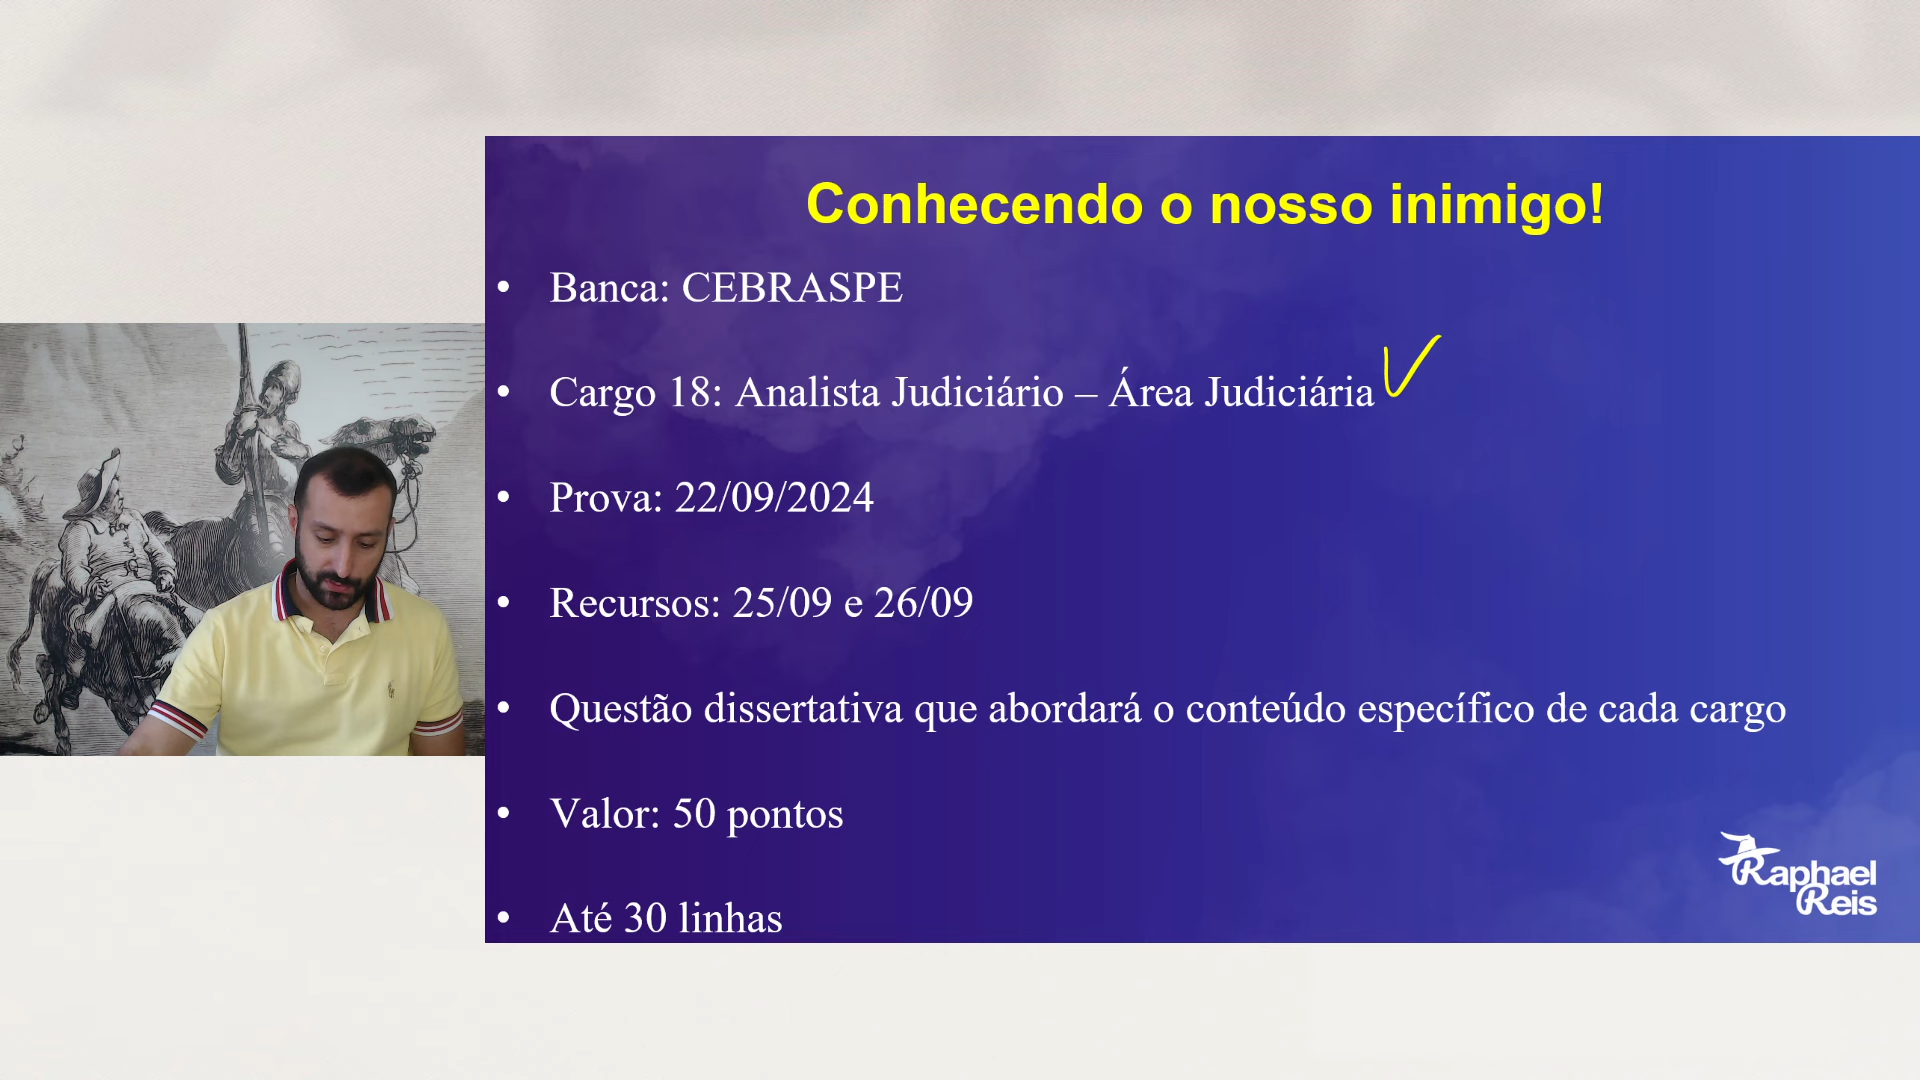 Conhecendo o nosso inimigo!
• Banca: CEBRASPE
• Cargo 18: Analista Judiciário – Área Judiciária
• Prova: 22/09/2024
• Recursos: 25/09 e 26/09
• Questão dissertativa que abordará o conteúdo específico de cada cargo
• Valor: 50 pontos
• Até 30 linhas
Raphael
Reis